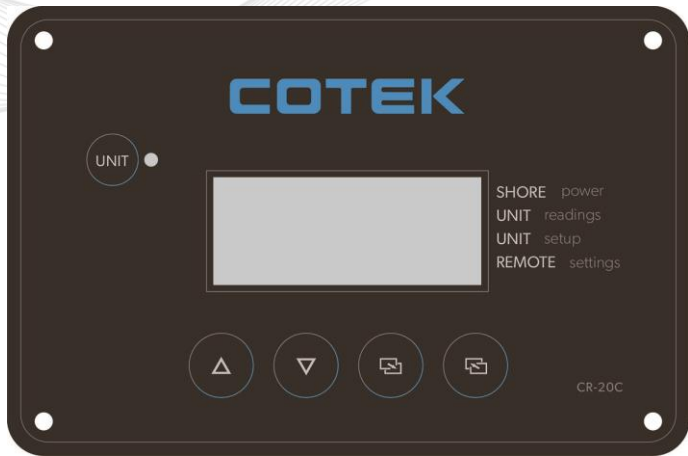 COTEK
UNIT
SHORE power
UNIT readings
UNIT setup
REMOTE settings
CR-20C